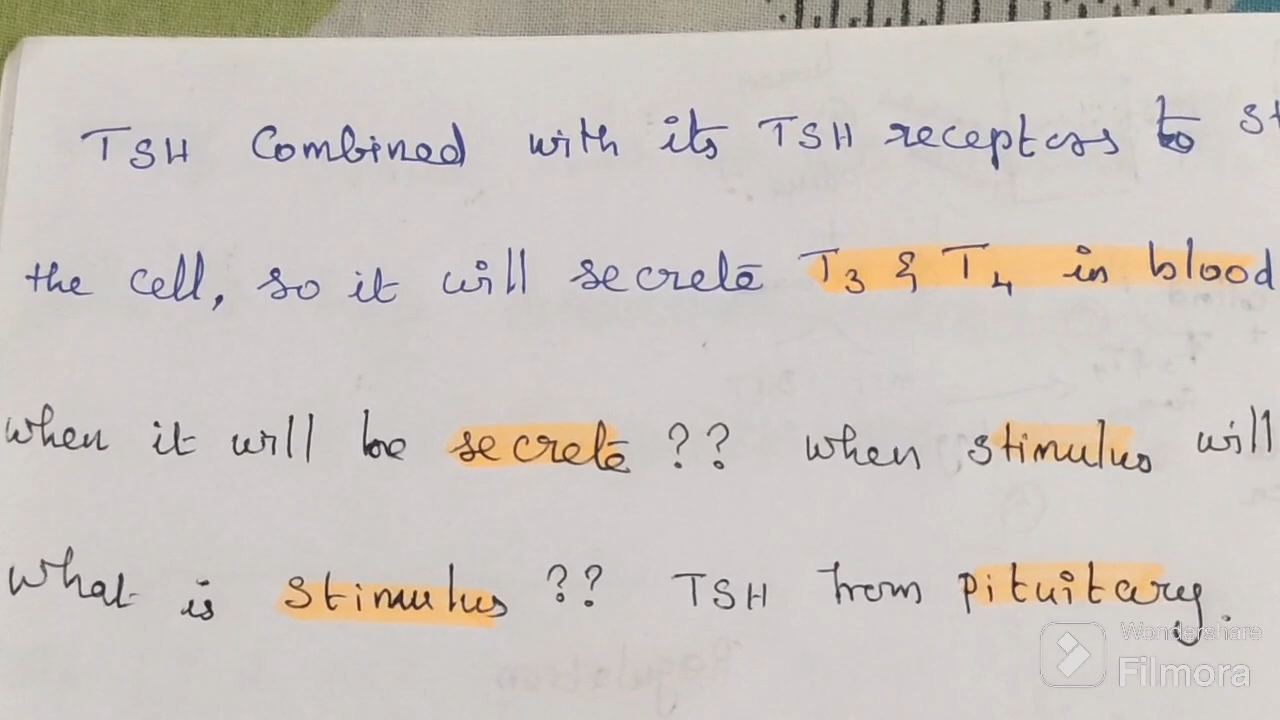 TSH Combined with its TSH receptors to st
the cell, so it will secrete T3 & T4 in blood
when it will be secrete ?? when stimulus will
what is stimulus ?? TSH from pituitary.
Wondershare
Filmora